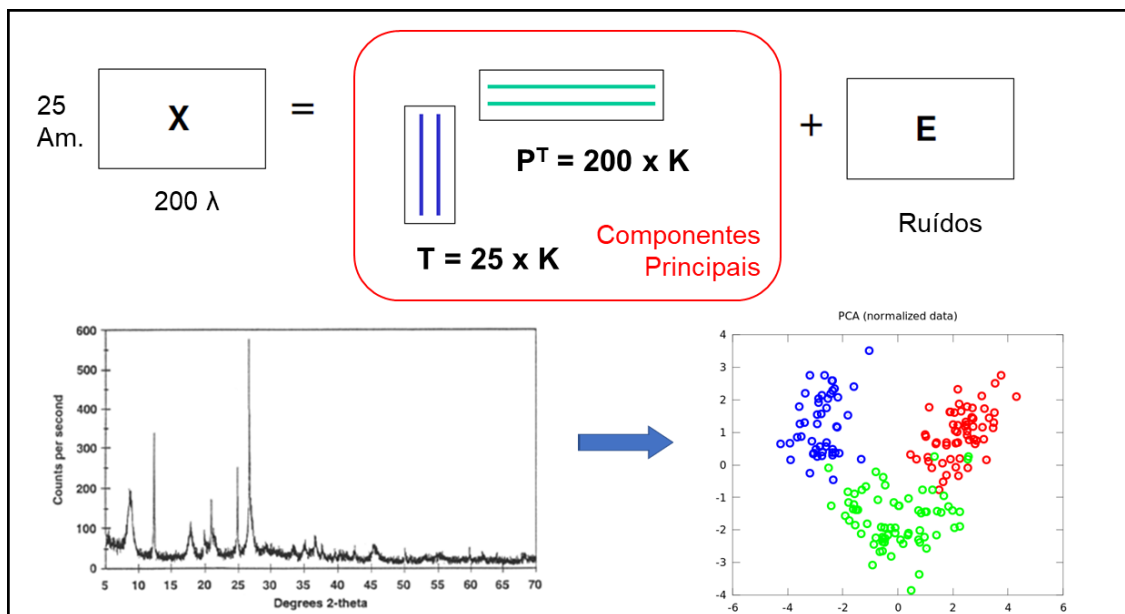 25
Am.
X
=
200 λ
Pᵀ = 200 x K
T = 25 x K
Componentes
Principais
+
E
Ruídos
600
500
400
300
200
100
0
Counts per second
5 10 15 20 25 30 35 40 45 50 55 60 65 70
Degrees 2-theta
PCA (normalized data)
4
3
2
1
0
-1
-2
-3
-4
-6 -4 -2 0 2 4 6